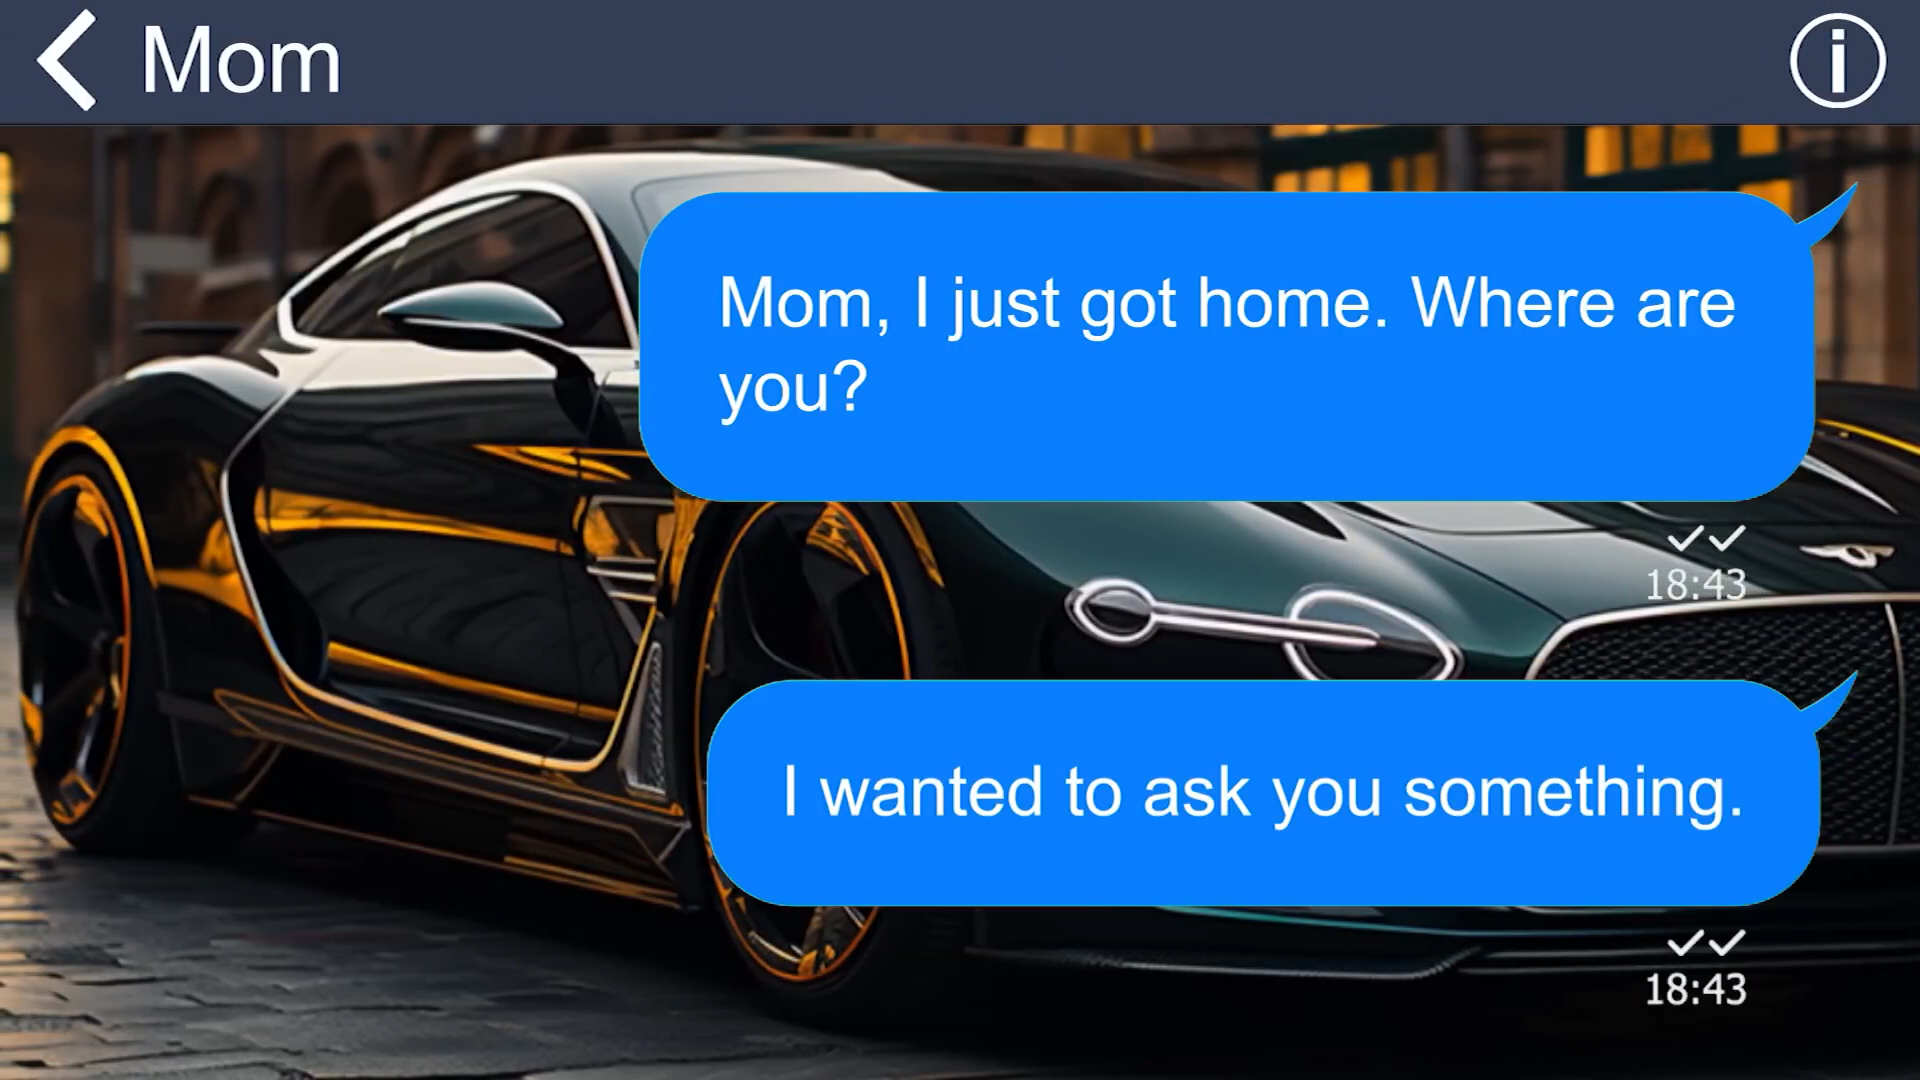 Mom
Mom, I just got home. Where are
you?
18:43
I wanted to ask you something.
18:43